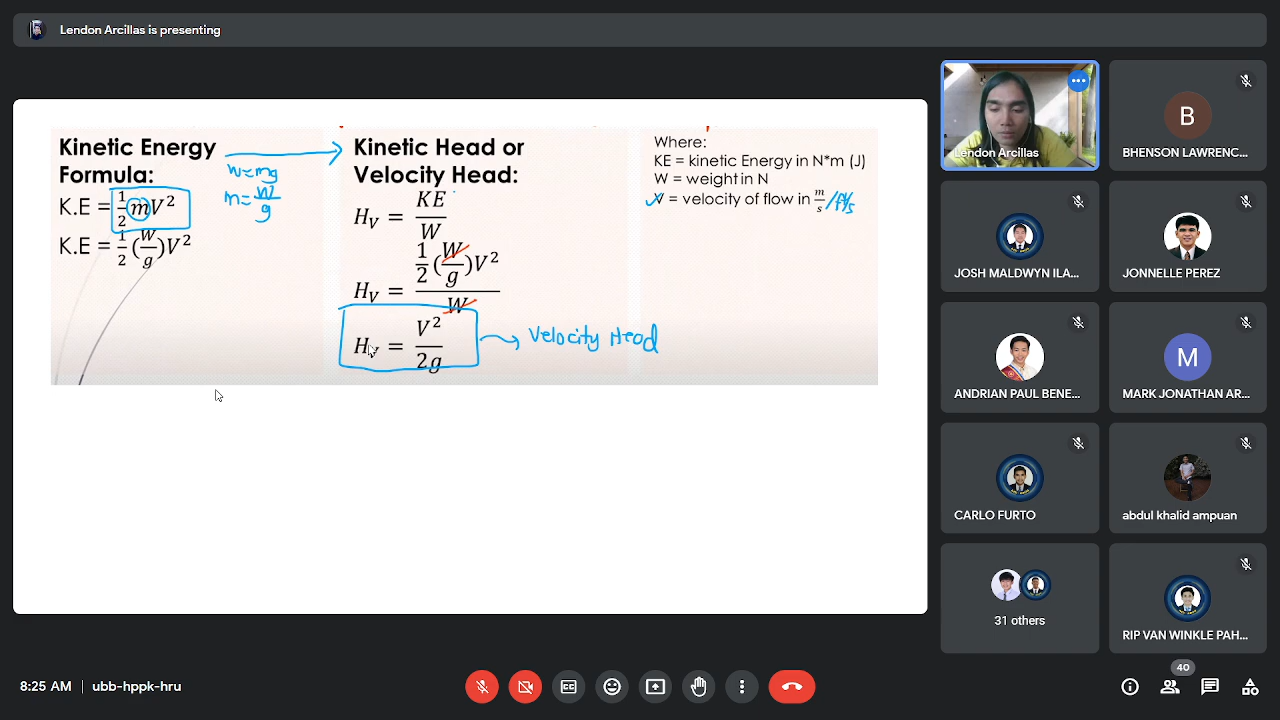 Lendon Arcillas is presenting
Kinetic Energy
Formula:
K.E = 1/2 mV²
K.E = 1/2 (W/g)V²
W=mg
m=W/g
Kinetic Head or
Velocity Head:
H_V = KE/W
H_V = 1/2 (W/g)V² / W
H_V = V²/2g
Velocity Head
Where:
KE = kinetic Energy in N*m (J)
W = weight in N
V = velocity of flow in m/s /ft/s
Lendon Arcillas
B
BHENSON LAWRENC...
JOSH MALDWYN ILA...
JONNELLE PEREZ
ANDRIAN PAUL BENE...
M
MARK JONATHAN AR...
CARLO FURTO
abdul khalid ampuan
31 others
RIP VAN WINKLE PAH...
8:25 AM | ubb-hppk-hru
40